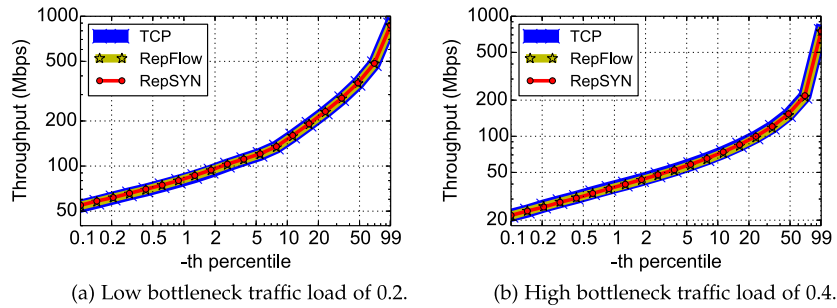 1000
500
200
100
50
Throughput (Mbps)
TCP
RepFlow
RepSYN
0.1 0.2 0.5 1 2 5 10 20 50 99
-th percentile
(a) Low bottleneck traffic load of 0.2.
1000
500
200
100
50
20
Throughput (Mbps)
TCP
RepFlow
RepSYN
0.1 0.2 0.5 1 2 5 10 20 50 99
-th percentile
(b) High bottleneck traffic load of 0.4.